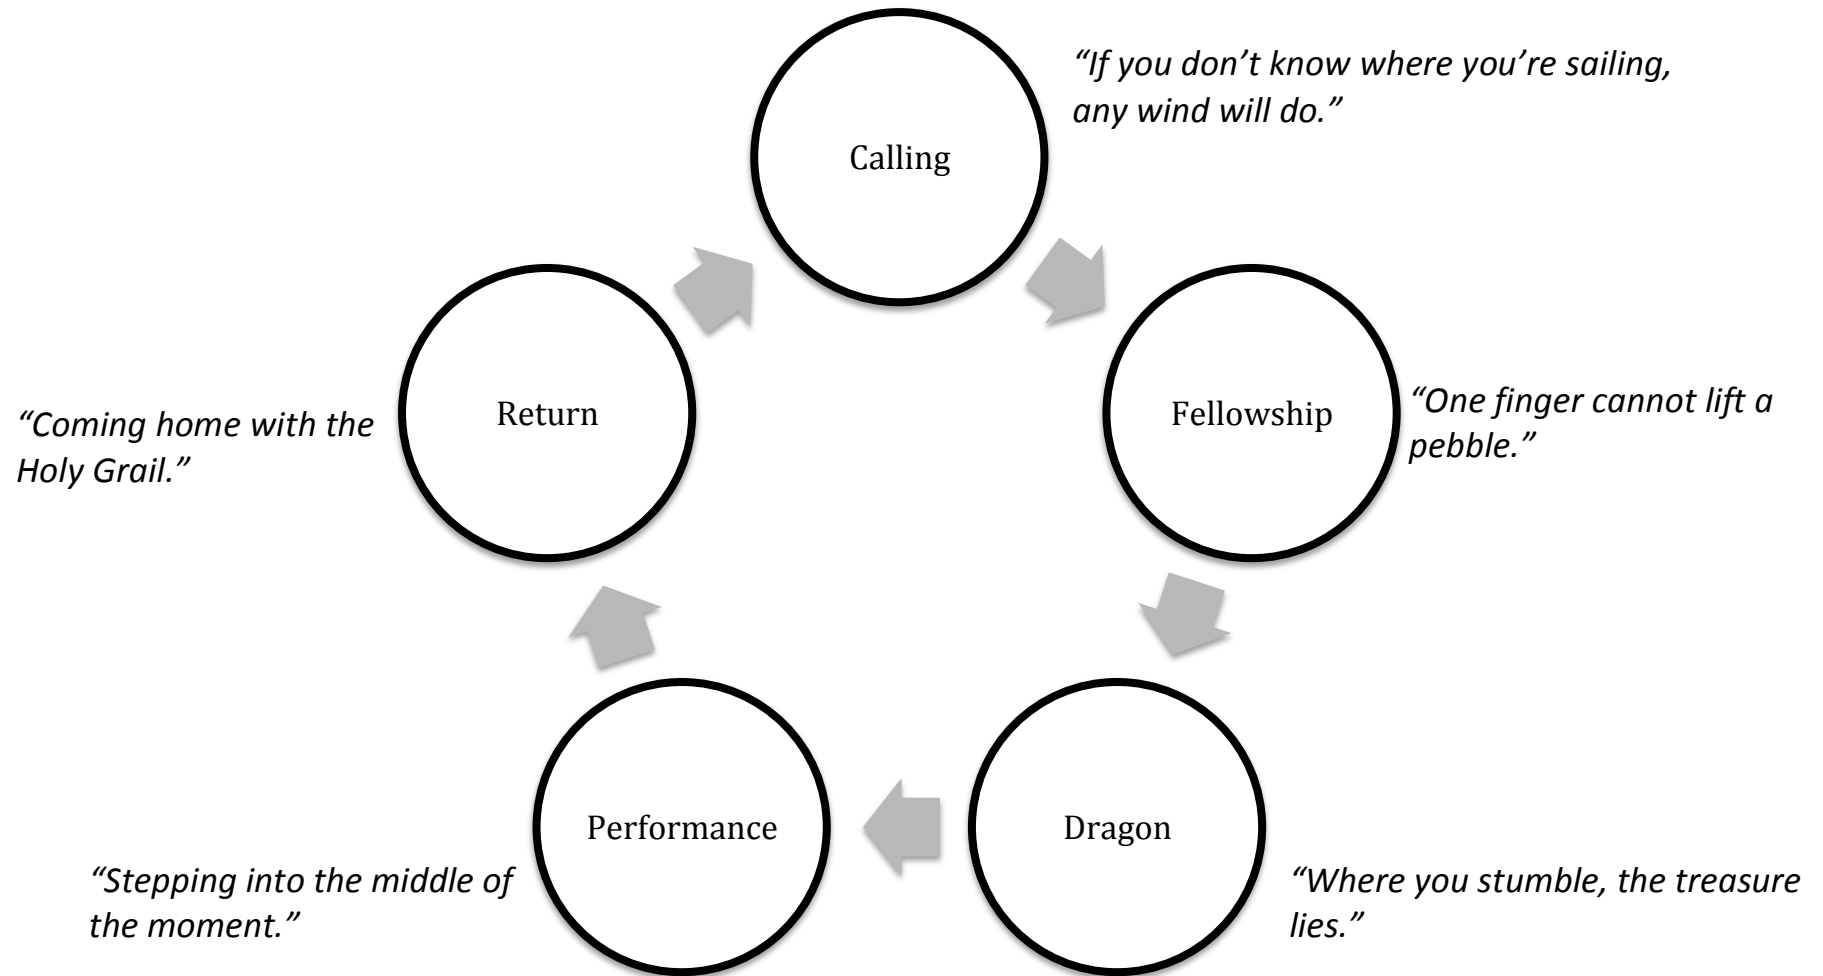 “If you don’t know where you’re sailing,
any wind will do.”
Calling
Return
Fellowship
“One finger cannot lift a
pebble.”
“Coming home with the
Holy Grail.”
Performance
Dragon
“Stepping into the middle of
the moment.”
“Where you stumble, the treasure
lies.”